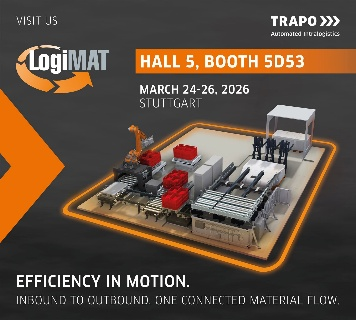 VISIT US
TRAPO
Automated Intralogistics
LogiMAT
HALL 5, BOOTH 5D53
MARCH 24-26, 2026
STUTTGART
EFFICIENCY IN MOTION.
INBOUND TO OUTBOUND. ONE CONNECTED MATERIAL FLOW.